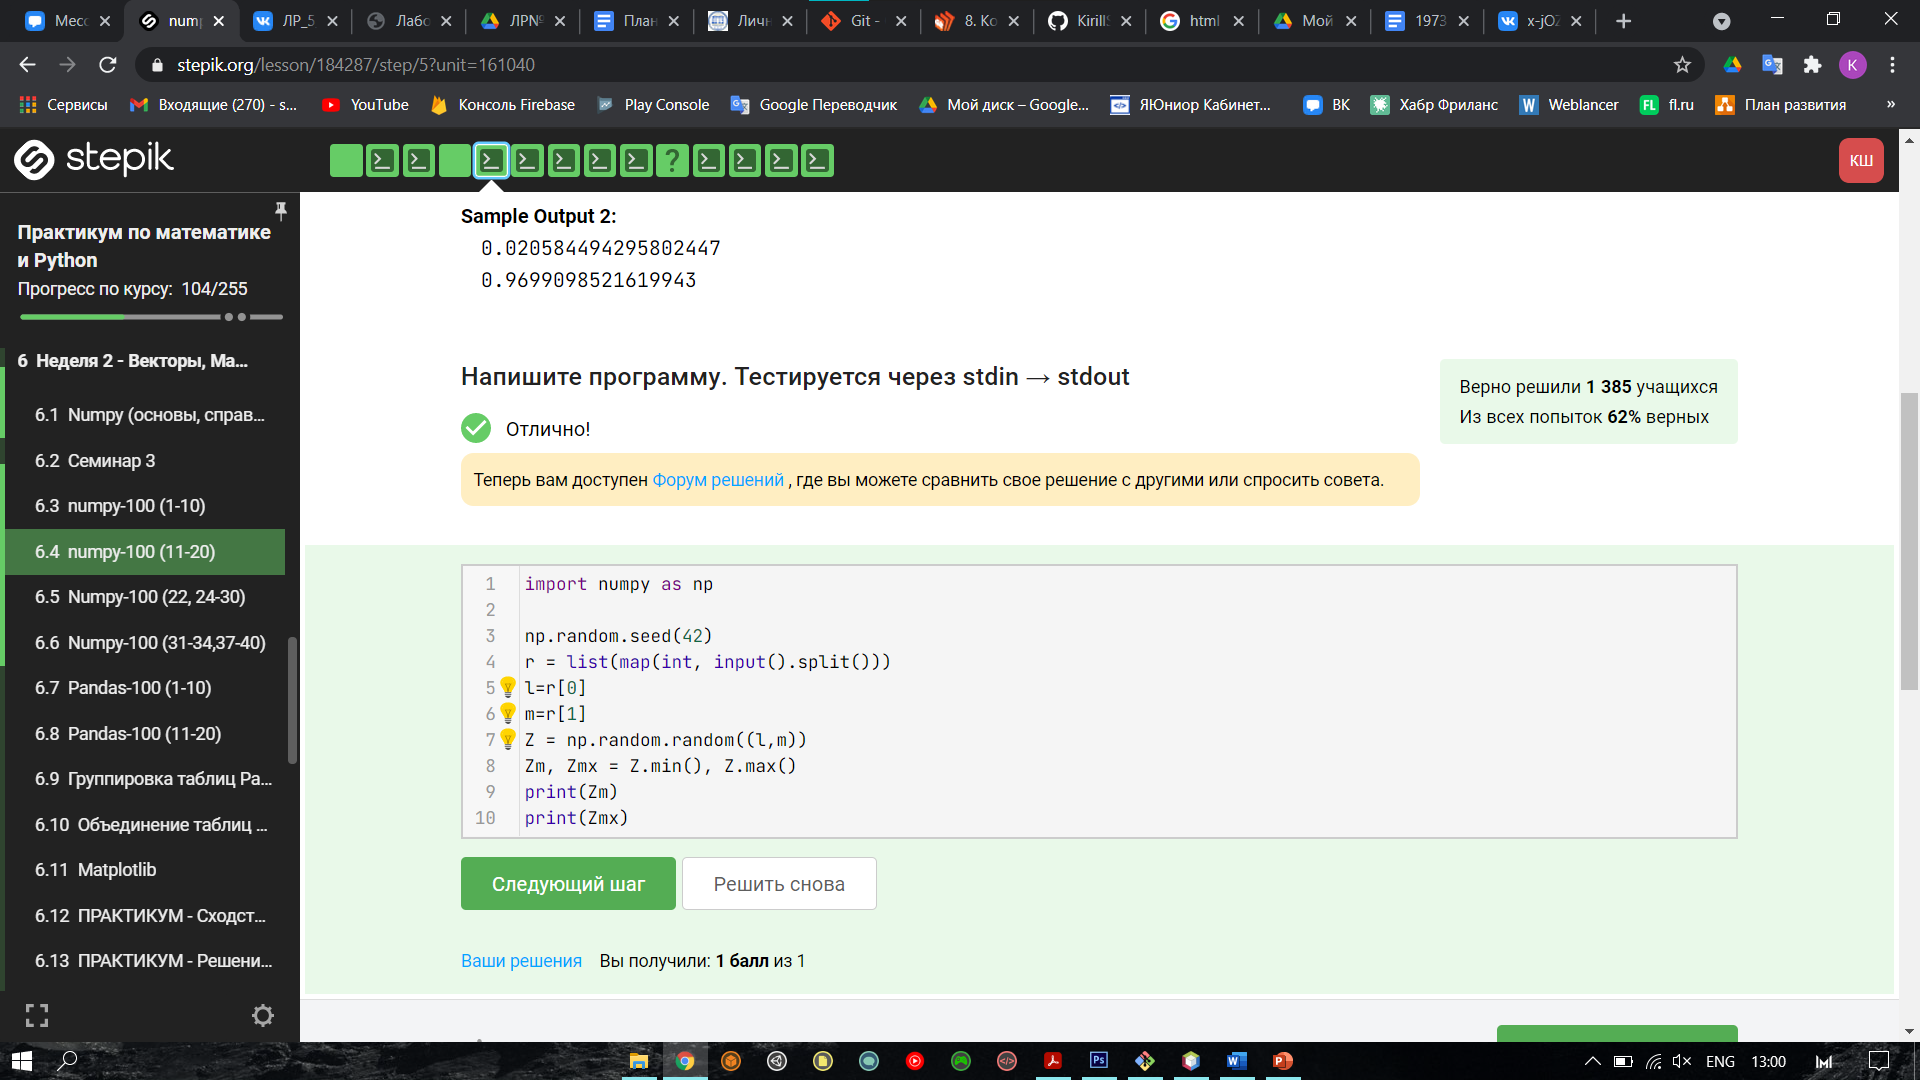 Месс
num
ЛР_5
Лабо
ЛР№
План
Личн
Git -
8. Ко
KirillS
html
Мой
1973
x-jOZ
stepik.org/lesson/184287/step/5?unit=161040
K
Сервисы
Входящие (270) - s...
YouTube
Консоль Firebase
Play Console
Google Переводчик
Мой диск – Google...
ЯЮниор Кабинет...
ВК
Хабр Фриланс
Weblancer
fl.ru
План развития
»
stepik
?
КШ
Практикум по математике
и Python
Прогресс по курсу: 104/255
6 Неделя 2 - Векторы, Ма...
6.1 Numpy (основы, справ...
6.2 Семинар 3
6.3 numpy-100 (1-10)
6.4 numpy-100 (11-20)
6.5 Numpy-100 (22, 24-30)
6.6 Numpy-100 (31-34,37-40)
6.7 Pandas-100 (1-10)
6.8 Pandas-100 (11-20)
6.9 Группировка таблиц Pa...
6.10 Объединение таблиц ...
6.11 Matplotlib
6.12 ПРАКТИКУМ - Сходст...
6.13 ПРАКТИКУМ - Решени...
Sample Output 2:
0.020584494295802447
0.9699098521619943
Напишите программу. Тестируется через stdin → stdout
Верно решили 1 385 учащихся
Из всех попыток 62% верных
Отлично!
Теперь вам доступен Форум решений , где вы можете сравнить свое решение с другими или спросить совета.
1 import numpy as np
2
3 np.random.seed(42)
4 r = list(map(int, input().split()))
5 l=r[0]
6 m=r[1]
7 Z = np.random.random((l,m))
8 Zm, Zmx = Z.min(), Z.max()
9 print(Zm)
10 print(Zmx)
Следующий шаг
Решить снова
Ваши решения Вы получили: 1 балл из 1
ENG
13:00